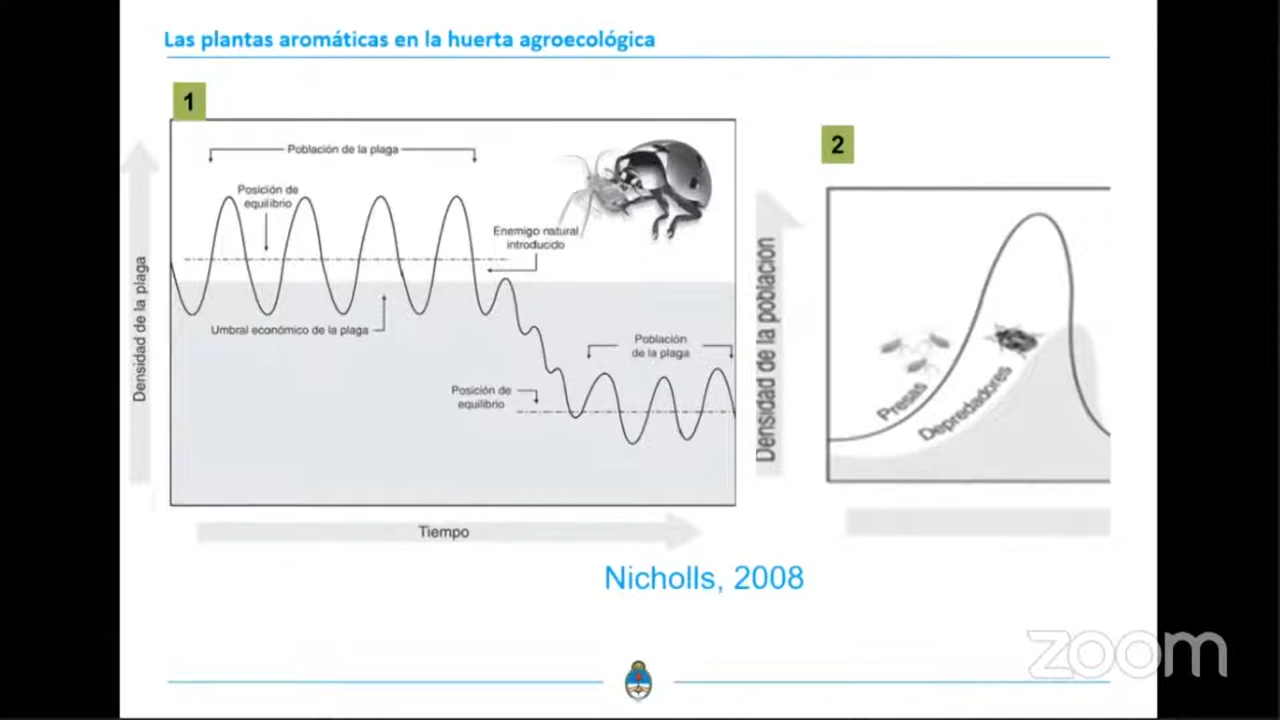 Las plantas aromáticas en la huerta agroecológica
1
Población de la plaga
Posición de
equilibrio
Enemigo natural
introducido
Umbral económico de la plaga
Población
de la plaga
Posición de
equilibrio
Densidad de la plaga
Tiempo
2
Densidad de la población
Presas
Depredadores
Nicholls, 2008
zoom